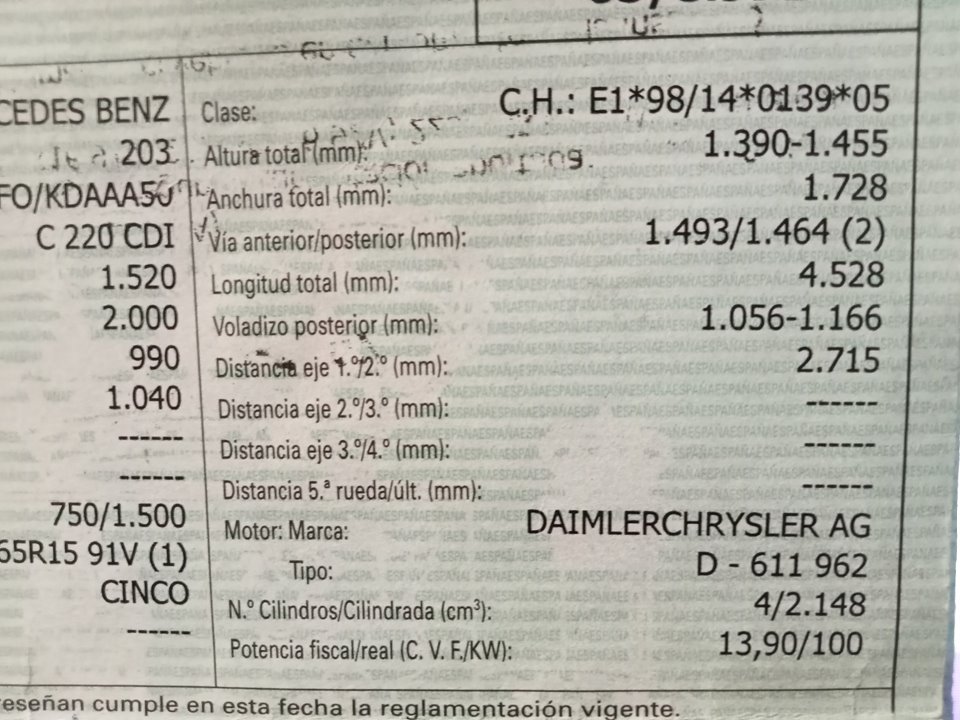 CEDES BENZ Clase: C.H.: E1*98/14*0139*05
203 Altura total (mm): 1.390-1.455
FO/KDAAA50 Anchura total (mm): 1.728
C 220 CDI Vía anterior/posterior (mm): 1.493/1.464 (2)
1.520 Longitud total (mm): 4.528
2.000 Voladizo posterior (mm): 1.056-1.166
990 Distancia eje 1.º/2.º (mm): 2.715
1.040 Distancia eje 2.º/3.º (mm): ------
------ Distancia eje 3.º/4.º (mm): ------
------ Distancia 5.ª rueda/últ. (mm): ------
750/1.500 Motor: Marca: DAIMLERCHRYSLER AG
65R15 91V (1) Tipo: D - 611 962
CINCO N.º Cilindros/Cilindrada (cm³): 4/2.148
------ Potencia fiscal/real (C. V. F./KW): 13,90/100
reseñan cumple en esta fecha la reglamentación vigente.